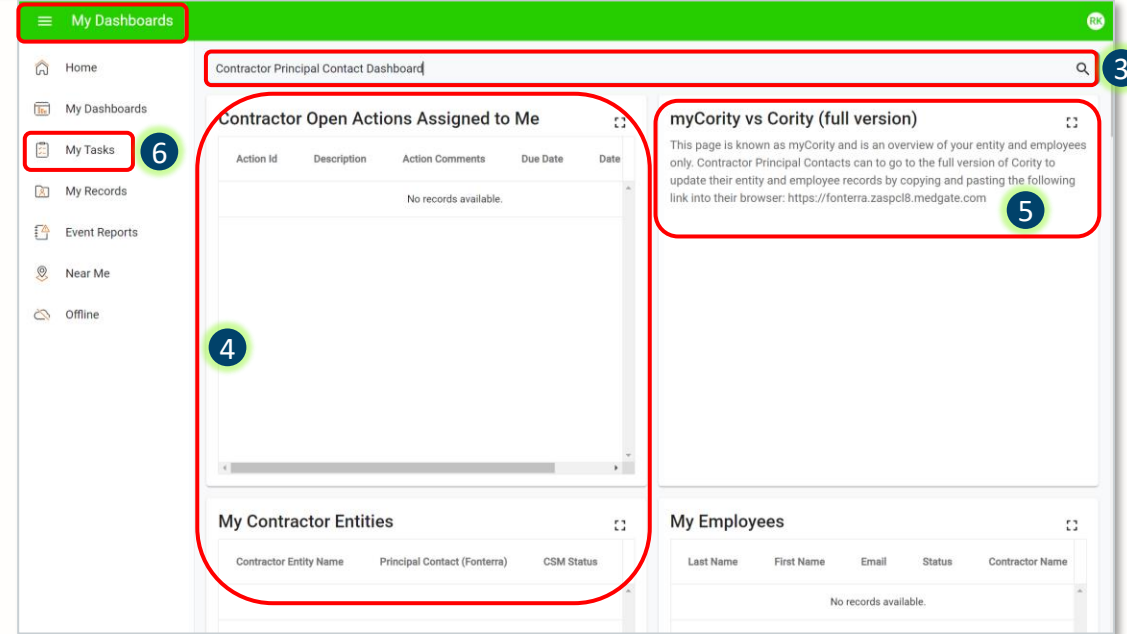 My Dashboards
RK
Home
My Dashboards
My Tasks
6
My Records
Event Reports
Near Me
Offline
Contractor Principal Contact Dashboard
3
Contractor Open Actions Assigned to Me
Action Id Description Action Comments Due Date Date
No records available.
4
myCority vs Cority (full version)
This page is known as myCority and is an overview of your entity and employees
only. Contractor Principal Contacts can to go to the full version of Cority to
update their entity and employee records by copying and pasting the following
link into their browser: https://fonterra.zaspcl8.medgate.com
5
My Contractor Entities
Contractor Entity Name Principal Contact (Fonterra) CSM Status
My Employees
Last Name First Name Email Status Contractor Name
No records available.